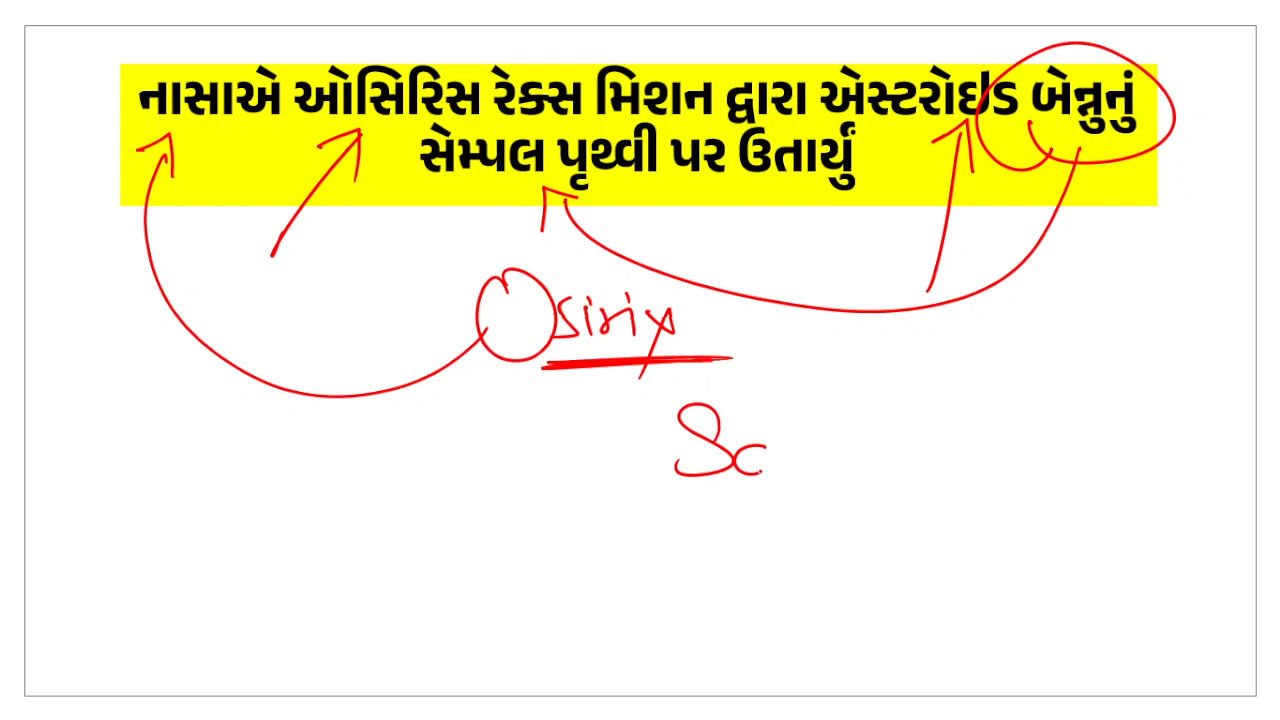 નાસાએ ઓસિરિસ રેક્સ મિશન દ્વારા એસ્ટરોઇડ બેન્નુનું
સેમ્પલ પૃથ્વી પર ઉતાર્યું
Osirix
Sc